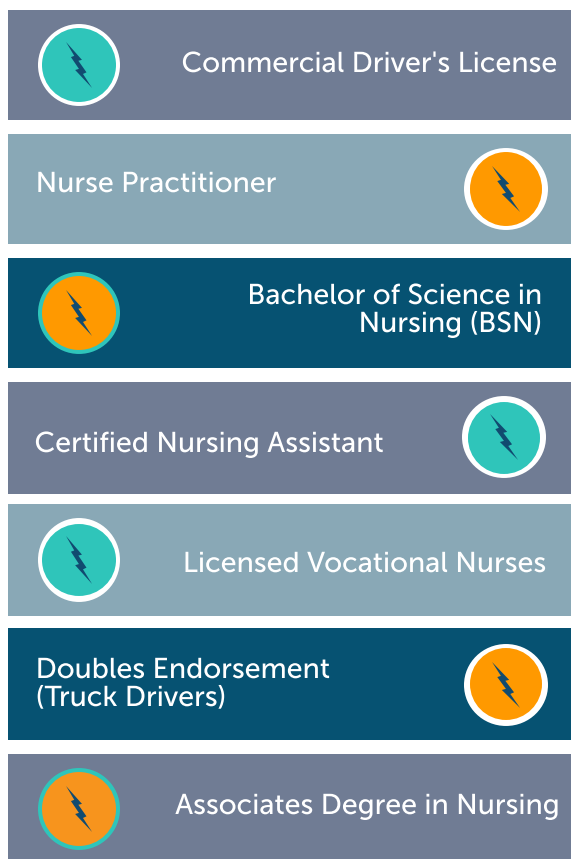 Commercial Driver's License
Nurse Practitioner
Bachelor of Science in
Nursing (BSN)
Certified Nursing Assistant
Licensed Vocational Nurses
Doubles Endorsement
(Truck Drivers)
Associates Degree in Nursing